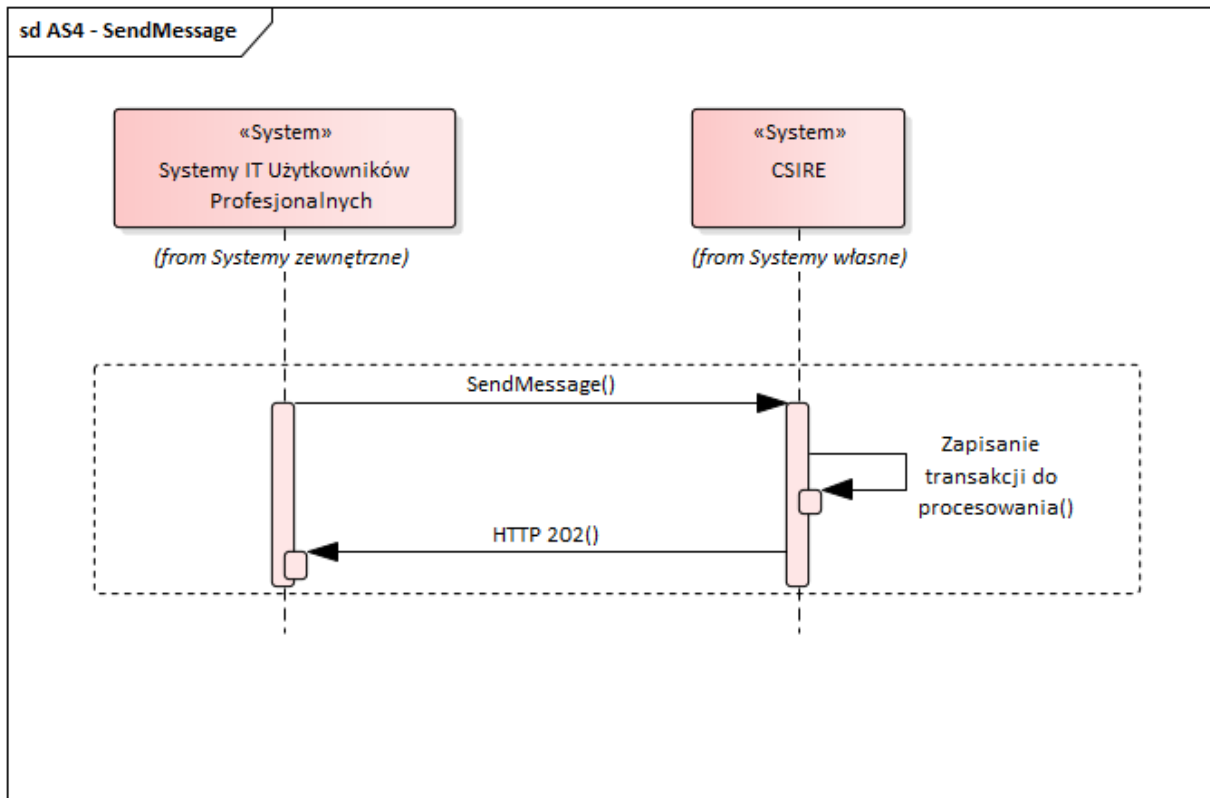 sd AS4 - SendMessage
«System»
Systemy IT Użytkowników
Profesjonalnych
(from Systemy zewnętrzne)
«System»
CSIRE
(from Systemy własne)
SendMessage()
Zapisanie
transakcji do
procesowania()
HTTP 202()